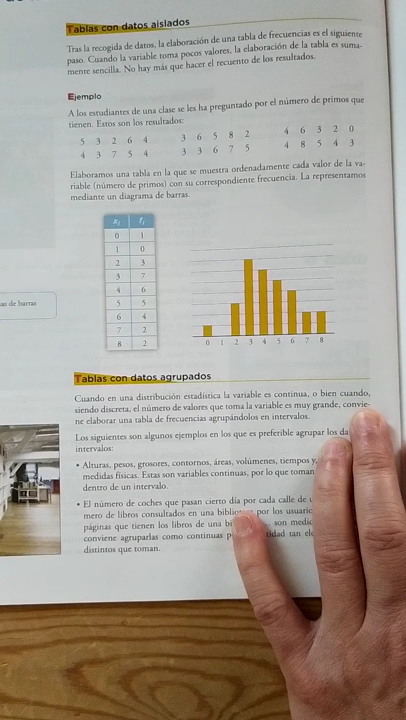 Tablas con datos aislados
Tras la recogida de datos, la elaboración de una tabla de frecuencias es el siguiente
paso. Cuando la variable toma pocos valores, la elaboración de la tabla es suma-
mente sencilla. No hay más que hacer el recuento de los resultados.
Ejemplo
A los estudiantes de una clase se les ha preguntado por el número de primos que
tienen. Estos son los resultados:
5 3 2 6 4 3 6 5 8 2 4 6 3 2 0
4 3 7 5 4 3 3 6 7 5 4 8 5 4 3
Elaboramos una tabla en la que se muestra ordenadamente cada valor de la va-
riable (número de primos) con su correspondiente frecuencia. La representamos
mediante un diagrama de barras.
xi fi
0 1
1 0
2 3
3 7
4 6
5 5
6 4
7 2
8 2
0 1 2 3 4 5 6 7 8
as de barras
Tablas con datos agrupados
Cuando en una distribución estadística la variable es continua, o bien cuando,
siendo discreta, el número de valores que toma la variable es muy grande, convie-
ne elaborar una tabla de frecuencias agrupándolos en intervalos.
Los siguientes son algunos ejemplos en los que es preferible agrupar los
intervalos:
• Alturas, pesos, grosores, contornos, áreas, volúmenes, tiempos y,
medidas físicas. Estas son variables continuas, por lo que toman
dentro de un intervalo.
• El número de coches que pasan cierto día por cada calle de
mero de libros consultados en una por los
páginas que tienen los libros de una son
conviene agruparlas como continuas tan
distintos que toman.